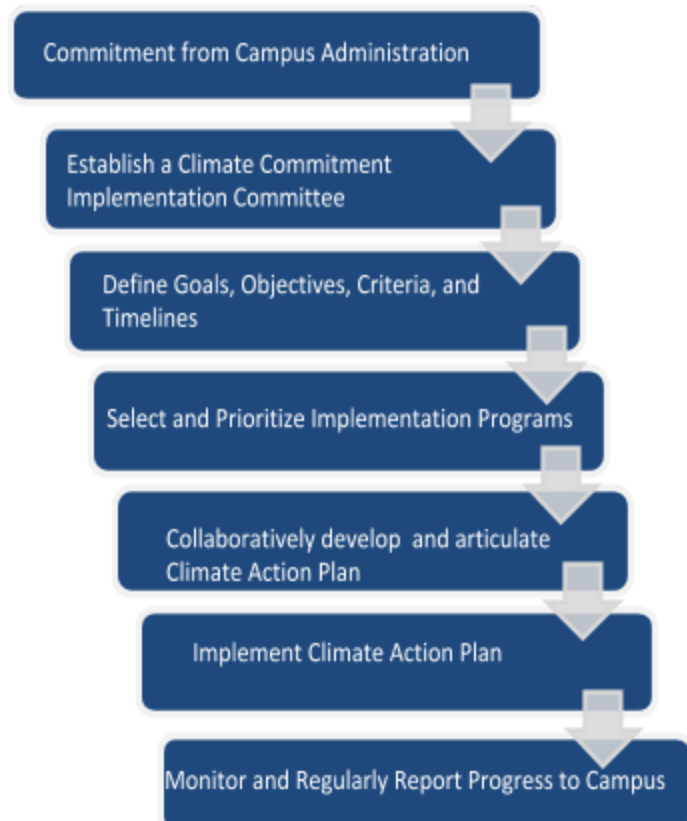 Commitment from Campus Administration
Establish a Climate Commitment
Implementation Committee
Define Goals, Objectives, Criteria, and
Timelines
Select and Prioritize Implementation Programs
Collaboratively develop and articulate
Climate Action Plan
Implement Climate Action Plan
Monitor and Regularly Report Progress to Campus